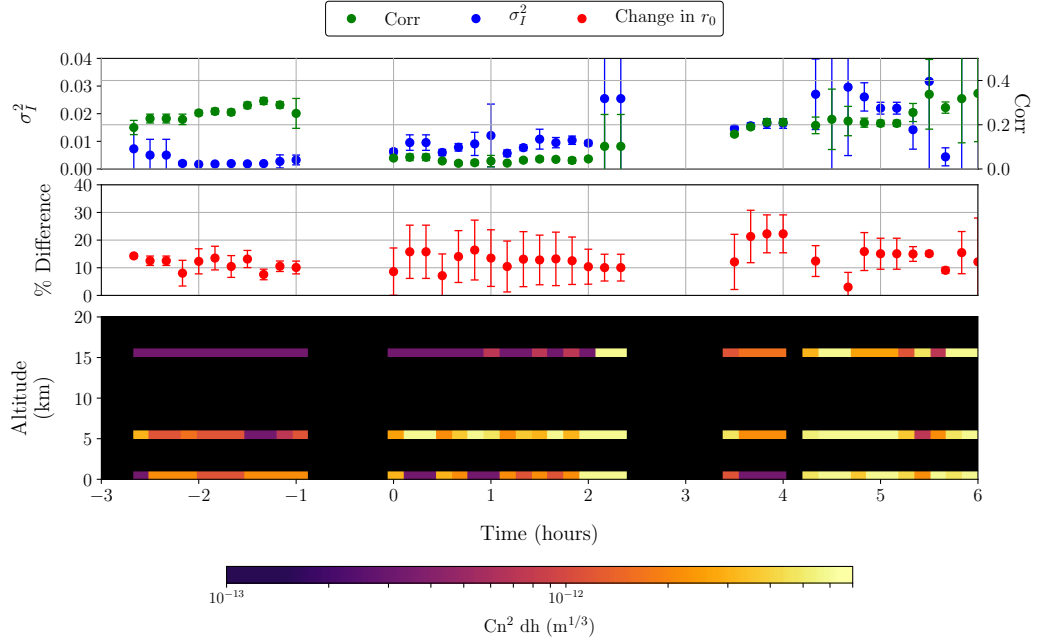 Corr σ_I^2 Change in r_0
0.04
0.03
0.02
0.01
0.00
σ_I^2
0.4
0.2
0.0
Corr
40
30
20
10
0
% Difference
20
15
10
5
0
Altitude
(km)
−3 −2 −1 0 1 2 3 4 5 6
Time (hours)
10^−13 10^−12
Cn^2 dh (m^1/3)